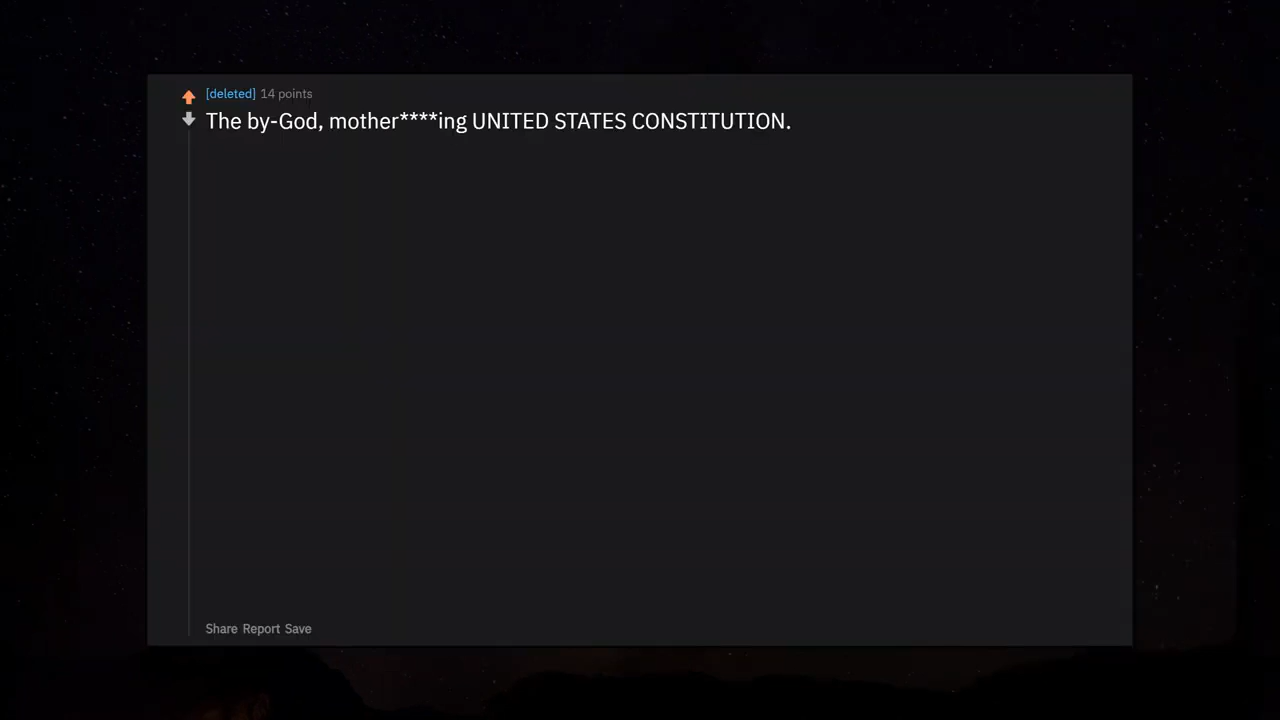 [deleted] 14 points
The by-God, mother****ing UNITED STATES CONSTITUTION.
Share Report Save